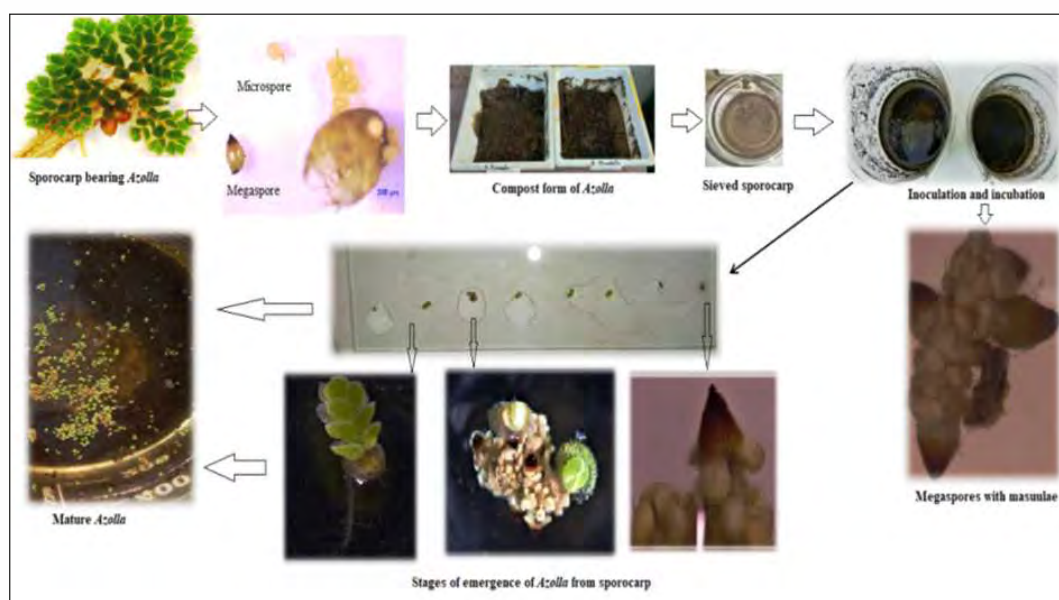 Microspore
Megaspore
Sporocarp bearing Azolla
Compost form of Azolla
Sieved sporocarp
Inoculation and incubation
Mature Azolla
Stages of emergence of Azolla from sporocarp
Megaspores with masuulae